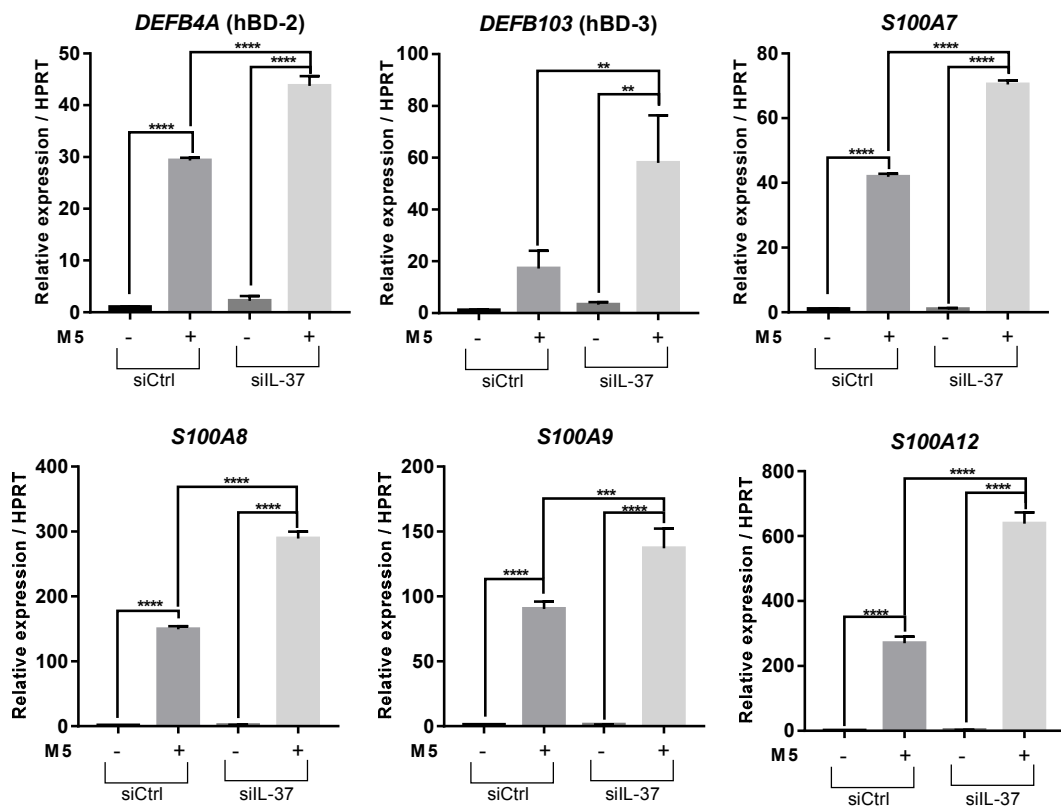 DEFB4A (hBD-2)
Relative expression / HPRT
50
40
30
20
10
0
****
****
****
M5 - + - +
siCtrl siIL-37
DEFB103 (hBD-3)
Relative expression / HPRT
100
80
60
40
20
0
**
**
M5 - + - +
siCtrl siIL-37
S100A7
Relative expression / HPRT
80
60
40
20
0
****
****
****
M5 - + - +
siCtrl siIL-37
S100A8
Relative expression / HPRT
400
300
200
100
0
****
****
****
M5 - + - +
siCtrl siIL-37
S100A9
Relative expression / HPRT
200
150
100
50
0
***
****
****
M5 - + - +
siCtrl siIL-37
S100A12
Relative expression / HPRT
800
600
400
200
0
****
****
****
M5 - + - +
siCtrl siIL-37